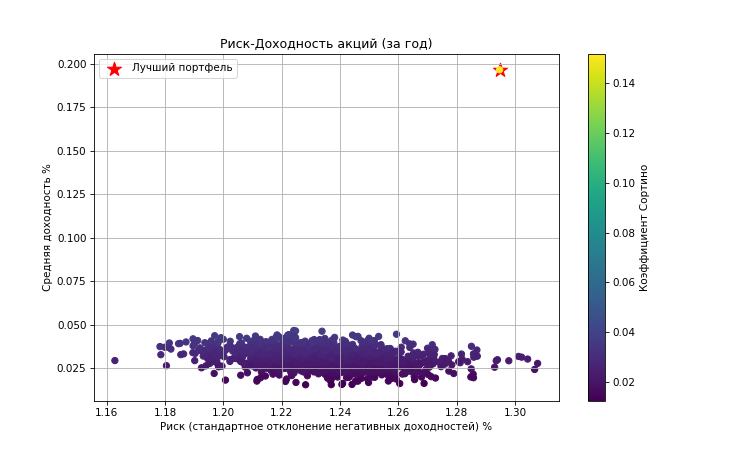 Риск-Доходность акций (за год)
Лучший портфель
0.200
0.175
0.150
0.125
0.100
0.075
0.050
0.025
Средняя доходность %
1.16 1.18 1.20 1.22 1.24 1.26 1.28 1.30
Риск (стандартное отклонение негативных доходностей) %
0.14
0.12
0.10
0.08
0.06
0.04
0.02
Коэффициент Сортино